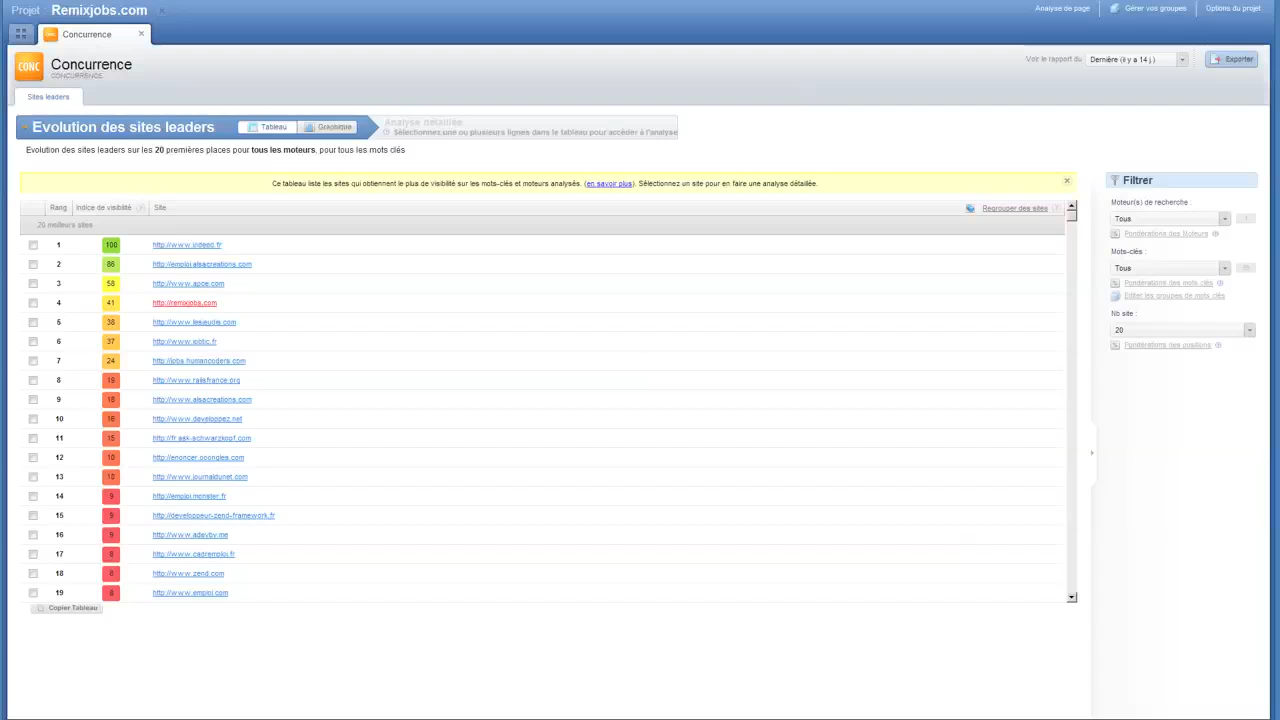 Projet Remixjobs.com
Analyse de page
Gérer vos groupes
Options du projet
Concurrence
CONC
Concurrence
CONCURRENCE
Voir le rapport du Dernière (il y a 14 j.)
Exporter
Sites leaders
Evolution des sites leaders
Tableau
Graphique
Analyse détaillée
Sélectionnez une ou plusieurs lignes dans le tableau pour accéder à l'analyse
Evolution des sites leaders sur les 20 premières places pour tous les moteurs, pour tous les mots clés
Ce tableau liste les sites qui obtiennent le plus de visibilité sur les mots-clés et moteurs analysés. (en savoir plus). Sélectionnez un site pour en faire une analyse détaillée.
Rang Indice de visibilité Site Regrouper des sites
20 meilleurs sites
1 100 http://www.indeed.fr
2 86 http://emploi.alsacreations.com
3 58 http://www.apce.com
4 41 http://remixjobs.com
5 38 http://www.lesjeudis.com
6 37 http://www.jobbc.fr
7 24 http://jobs.humancoders.com
8 19 http://www.railsfrance.org
9 18 http://www.alsacreations.com
10 16 http://www.developpez.net
11 15 http://fr.ask-schwarzkopf.com
12 10
13 10 http://www.journaldunet.com
14 9 http://emploi.monster.fr
15 9 http://developpeur-zend-framework.fr
16 9 http://www.adevby.me
17 8 http://www.cadremploi.fr
18 8 http://www.zend.com
19 8 http://www.emploi.com
Copier Tableau
Filtrer
Moteur(s) de recherche :
Tous
Pondérations des Moteurs
Mots-clés :
Tous
Pondérations des mots clés
Editer les groupes de mots clés
Nb site :
20
Pondérations des positions